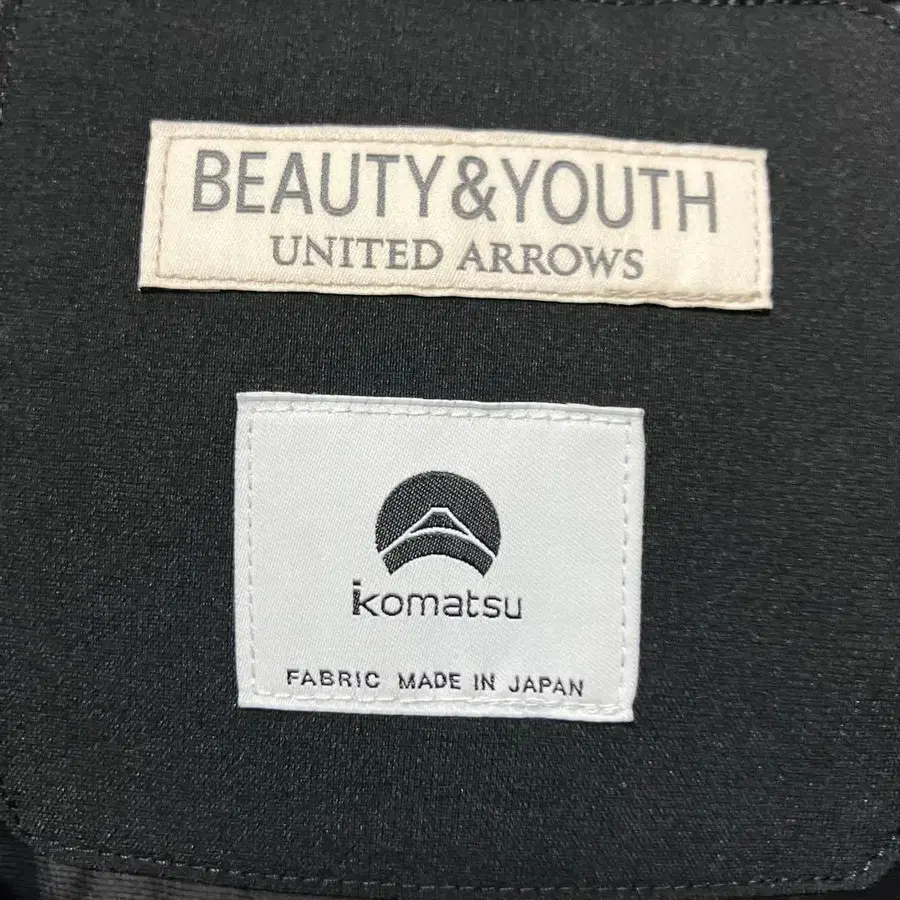 BEAUTY&YOUTH
UNITED ARROWS
komatsu
FABRIC MADE IN JAPAN